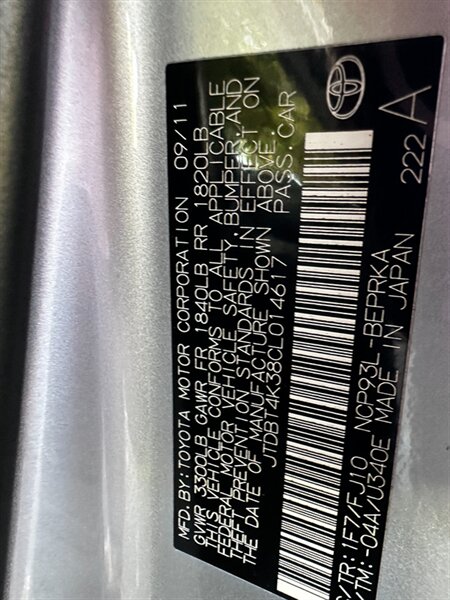 MFD.BY:TOYOTA MOTOR CORPORATION 09/11
GVWR 3300LB GAWR FR 1840LB RR 1820LB
THIS VEHICLE CONFORMS TO ALL APPLICABLE
FEDERAL MOTOR VEHICLE SAFETY, BUMPER, AND
THEFT PREVENTION STANDARDS IN EFFECT ON
THE DATE OF MANUFACTURE SHOWN ABOVE.
JTDBT4K38CL014617 PASS.CAR
/TR: 1F7/FJ10 NCP93L-BEPRKA 222 A
/TM: -04A/U340E MADE IN JAPAN